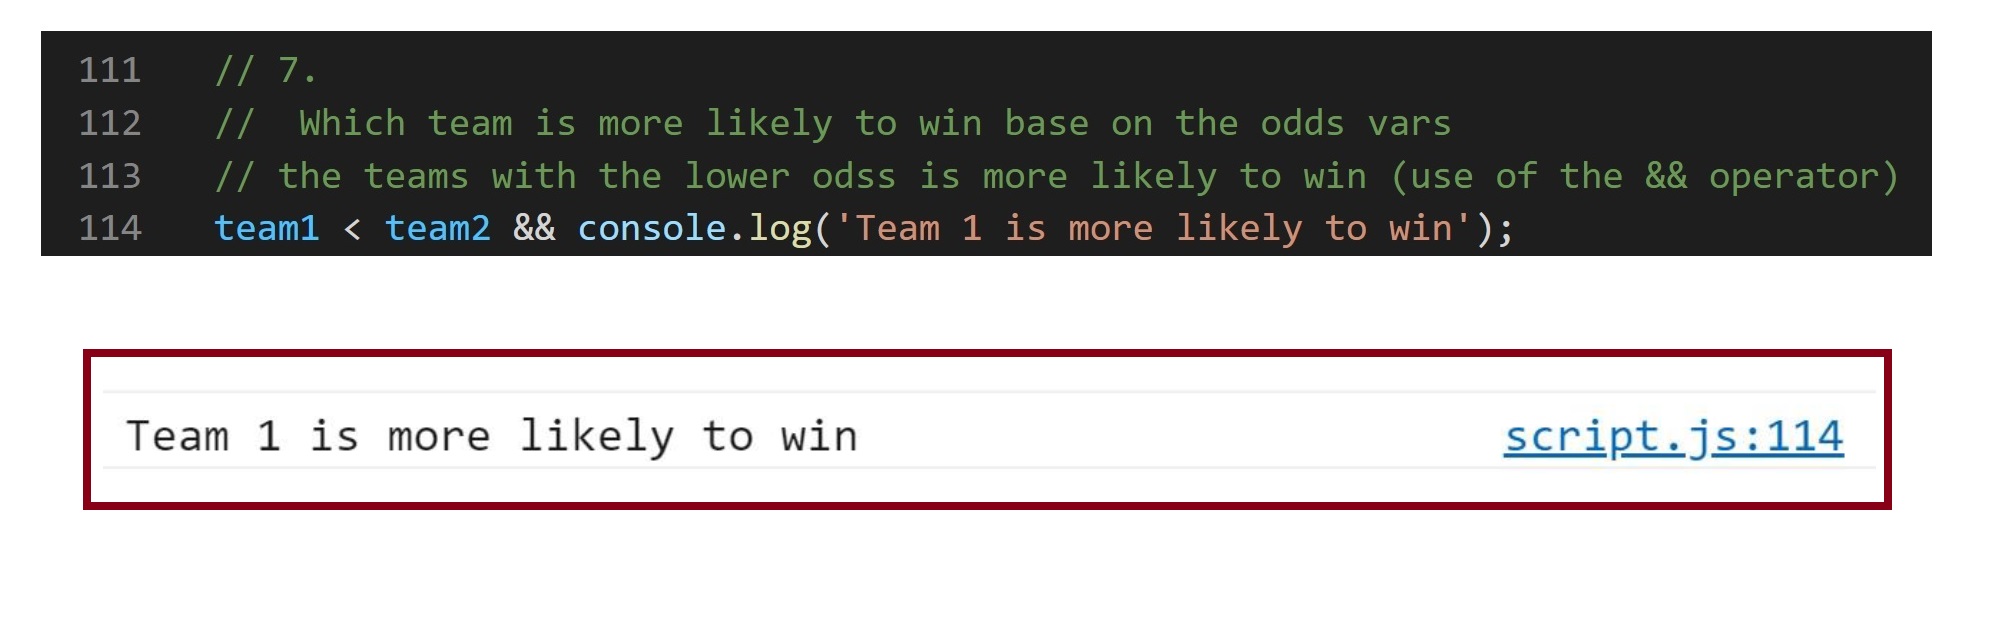 111 // 7.
112 //  Which team is more likely to win base on the odds vars
113 // the teams with the lower odss is more likely to win (use of the && operator)
114 team1 < team2 && console.log('Team 1 is more likely to win');
Team 1 is more likely to win script.js:114